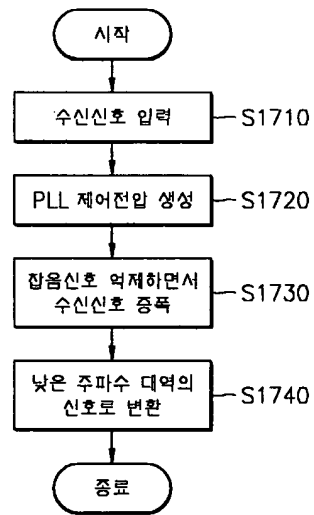 시작
수신신호 입력
S1710
PLL 제어전압 생성
S1720
잡음신호 억제하면서
수신신호 증폭
S1730
낮은 주파수 대역의
신호로 변환
S1740
종료